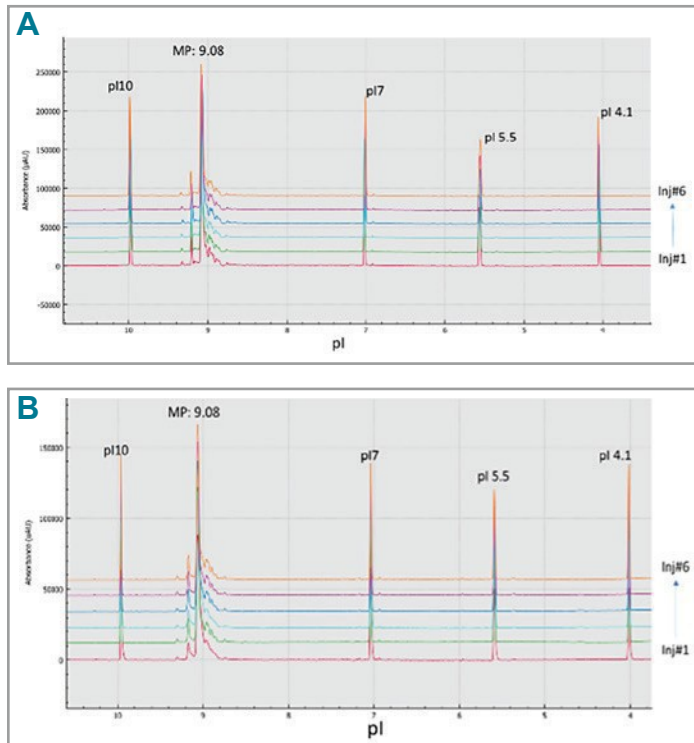 A
MP: 9.08
pI10
pI7
pI 5.5
pI 4.1
250000
200000
150000
100000
50000
0
-50000
Absorbance (µAU)
Inj#6
Inj#1
10
9
8
7
6
5
4
pI
B
MP: 9.08
pI10
pI7
pI 5.5
pI 4.1
150000
100000
50000
0
Absorbance (µAU)
Inj#6
Inj#1
10
9
8
7
6
5
4
pI